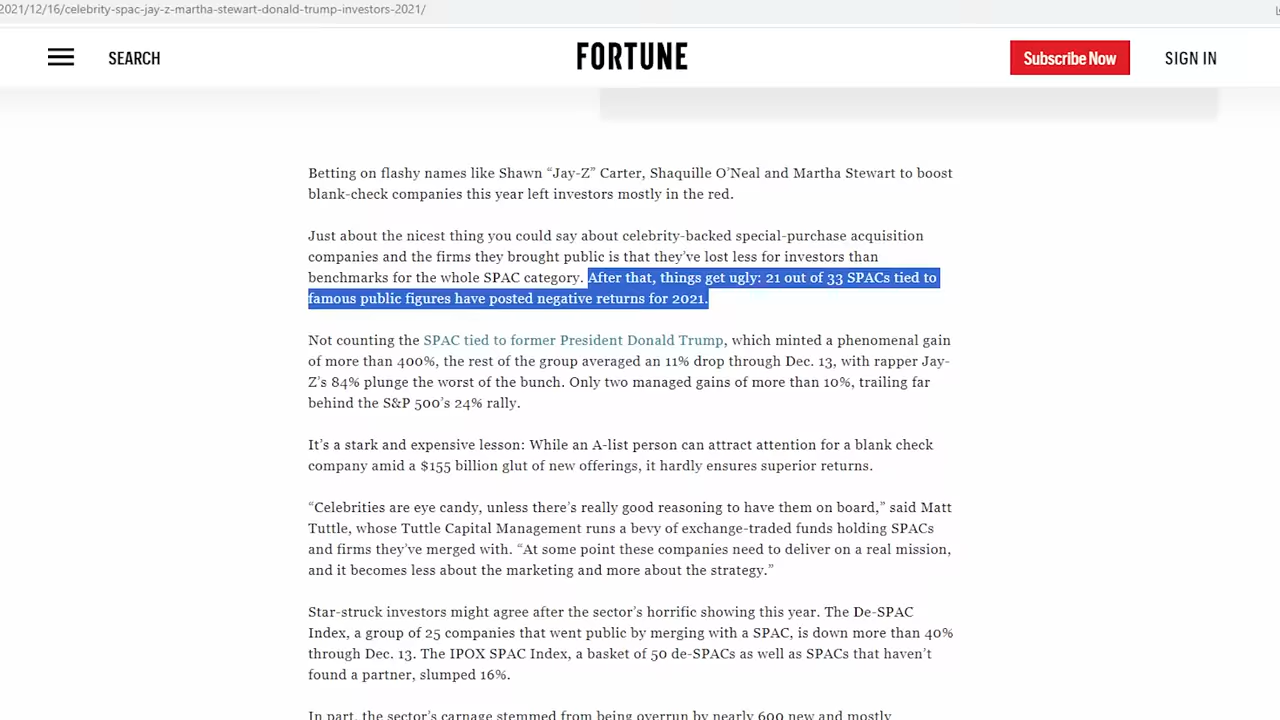 2021/12/16/celebrity-spac-jay-z-martha-stewart-donald-trump-investors-2021/
SEARCH
FORTUNE
Subscribe Now
SIGN IN
Betting on flashy names like Shawn “Jay-Z” Carter, Shaquille O’Neal and Martha Stewart to boost
blank-check companies this year left investors mostly in the red.
Just about the nicest thing you could say about celebrity-backed special-purchase acquisition
companies and the firms they brought public is that they’ve lost less for investors than
benchmarks for the whole SPAC category. After that, things get ugly: 21 out of 33 SPACs tied to
famous public figures have posted negative returns for 2021.
Not counting the SPAC tied to former President Donald Trump, which minted a phenomenal gain
of more than 400%, the rest of the group averaged an 11% drop through Dec. 13, with rapper Jay-
Z’s 84% plunge the worst of the bunch. Only two managed gains of more than 10%, trailing far
behind the S&P 500’s 24% rally.
It’s a stark and expensive lesson: While an A-list person can attract attention for a blank check
company amid a $155 billion glut of new offerings, it hardly ensures superior returns.
“Celebrities are eye candy, unless there’s really good reasoning to have them on board,” said Matt
Tuttle, whose Tuttle Capital Management runs a bevy of exchange-traded funds holding SPACs
and firms they’ve merged with. “At some point these companies need to deliver on a real mission,
and it becomes less about the marketing and more about the strategy.”
Star-struck investors might agree after the sector’s horrific showing this year. The De-SPAC
Index, a group of 25 companies that went public by merging with a SPAC, is down more than 40%
through Dec. 13. The IPOX SPAC Index, a basket of 50 de-SPACs as well as SPACs that haven’t
found a partner, slumped 16%.
In part, the sector’s carnage stemmed from being overrun by nearly 600 new and mostly